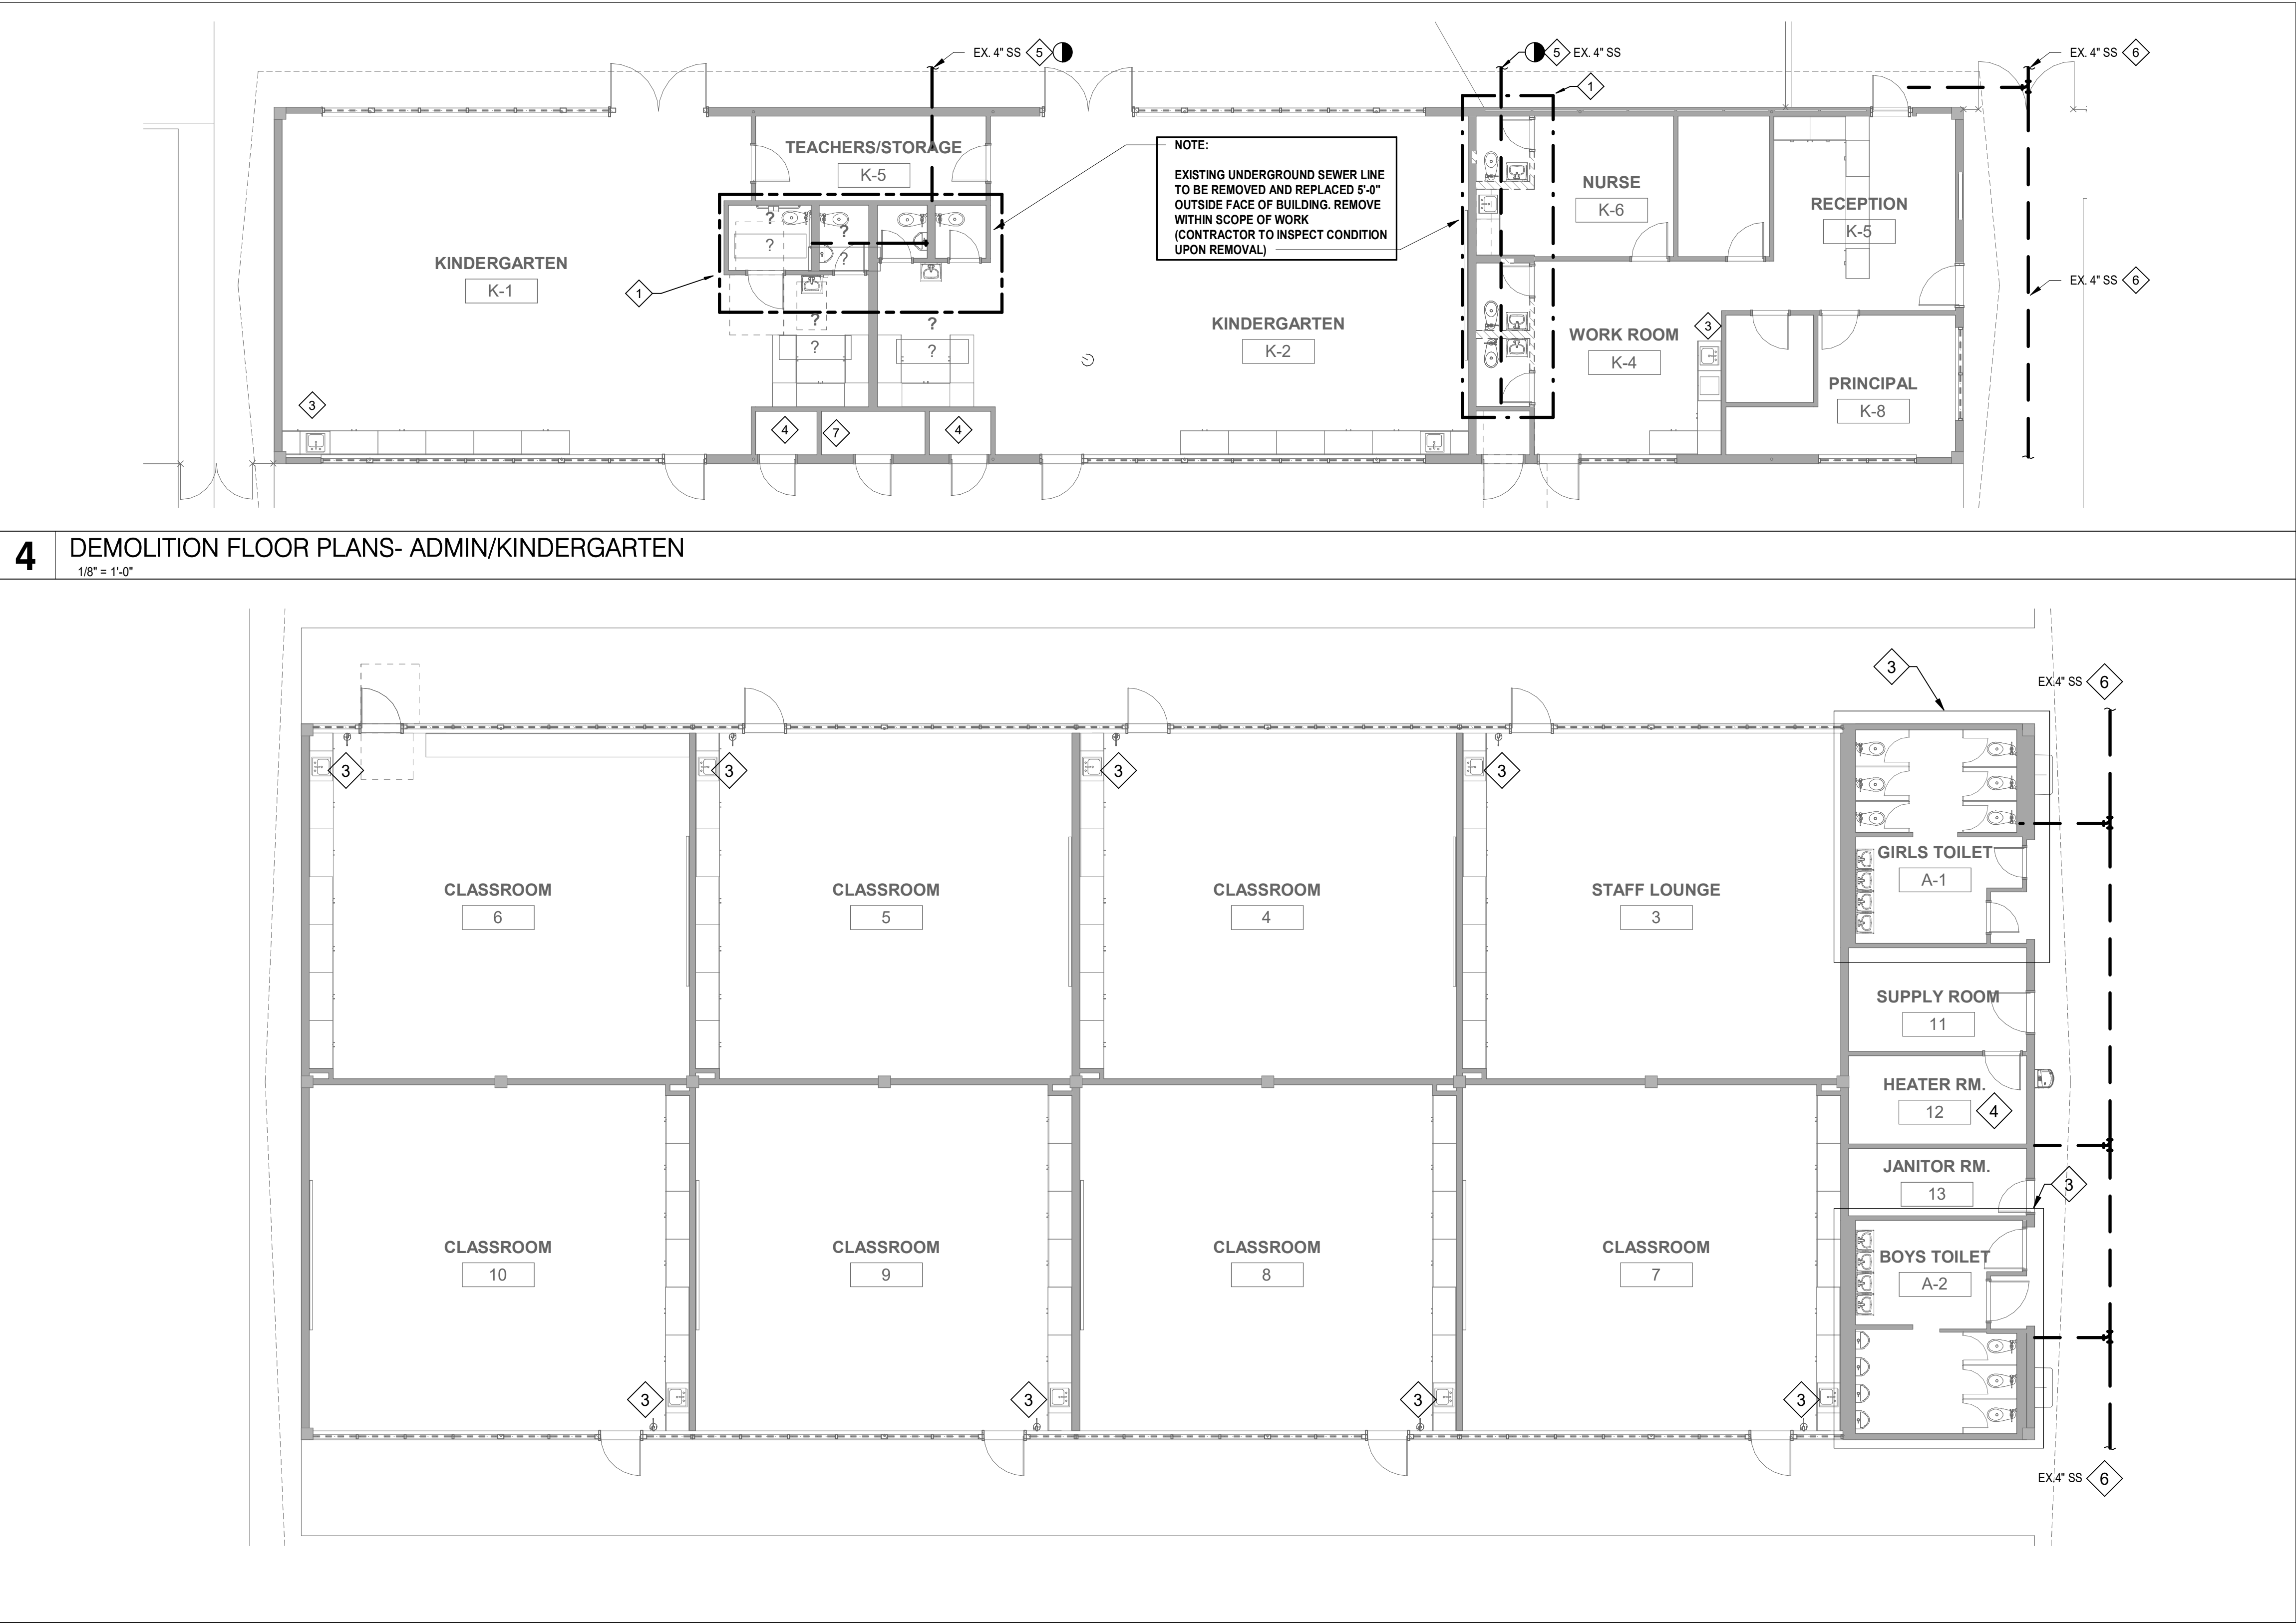 EX. 4" SS 5
5 EX. 4" SS
EX. 4" SS 6
1
TEACHERS/STORAGE
K-5
NOTE:
EXISTING UNDERGROUND SEWER LINE
TO BE REMOVED AND REPLACED 5'-0"
OUTSIDE FACE OF BUILDING. REMOVE
WITHIN SCOPE OF WORK
(CONTRACTOR TO INSPECT CONDITION
UPON REMOVAL)
NURSE
K-6
RECEPTION
K-5
?
?
?
?
KINDERGARTEN
K-1
1
EX. 4" SS 6
?
?
?
?
KINDERGARTEN
K-2
WORK ROOM
K-4
3
PRINCIPAL
K-8
3
4
7
4
4
DEMOLITION FLOOR PLANS- ADMIN/KINDERGARTEN
1/8" = 1'-0"
3
EX.4" SS 6
3
3
3
3
GIRLS TOILET
A-1
CLASSROOM
6
CLASSROOM
5
CLASSROOM
4
STAFF LOUNGE
3
SUPPLY ROOM
11
HEATER RM.
12
4
JANITOR RM.
13
3
CLASSROOM
10
CLASSROOM
9
CLASSROOM
8
CLASSROOM
7
BOYS TOILET
A-2
3
3
3
3
EX.4" SS 6